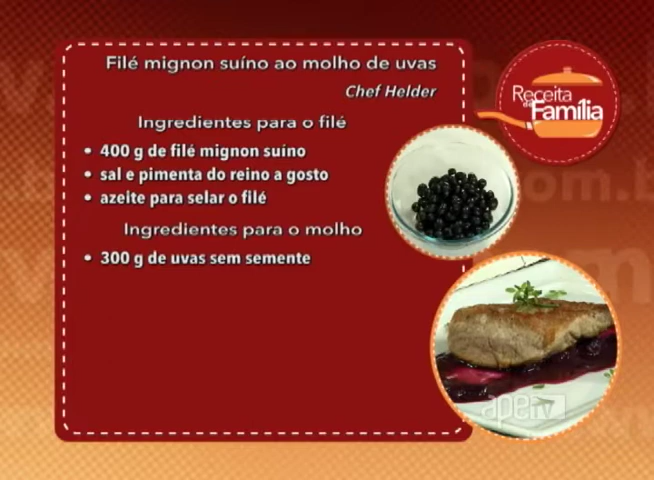 Filé mignon suíno ao molho de uvas
Chef Helder
Ingredientes para o filé
• 400 g de filé mignon suíno
• sal e pimenta do reino a gosto
• azeite para selar o filé
Ingredientes para o molho
• 300 g de uvas sem semente
Receita
da Família
om.b
apetv